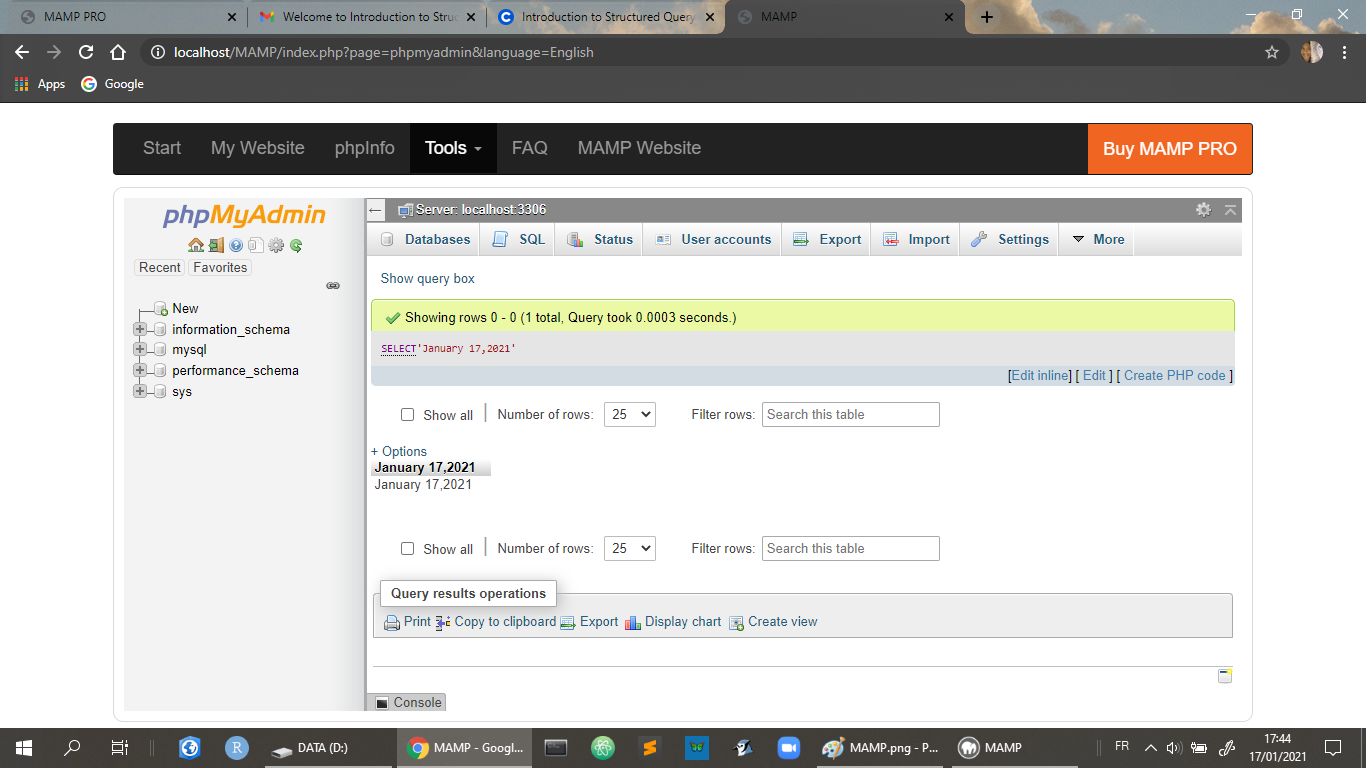 MAMP PRO
Welcome to Introduction to Struc
Introduction to Structured Query
MAMP
localhost/MAMP/index.php?page=phpmyadmin&language=English
Apps Google
Start My Website phpInfo Tools FAQ MAMP Website Buy MAMP PRO
phpMyAdmin
Recent Favorites
New
information_schema
mysql
performance_schema
sys
Server: localhost:3306
Databases SQL Status User accounts Export Import Settings More
Show query box
Showing rows 0 - 0 (1 total, Query took 0.0003 seconds.)
SELECT'January 17,2021'
[Edit inline] [ Edit ] [ Create PHP code ]
Show all Number of rows: 25 Filter rows: Search this table
+ Options
January 17,2021
January 17,2021
Show all Number of rows: 25 Filter rows: Search this table
Query results operations
Print Copy to clipboard Export Display chart Create view
Console
DATA (D:) MAMP - Googl... MAMP.png - P... MAMP FR 17:44
17/01/2021